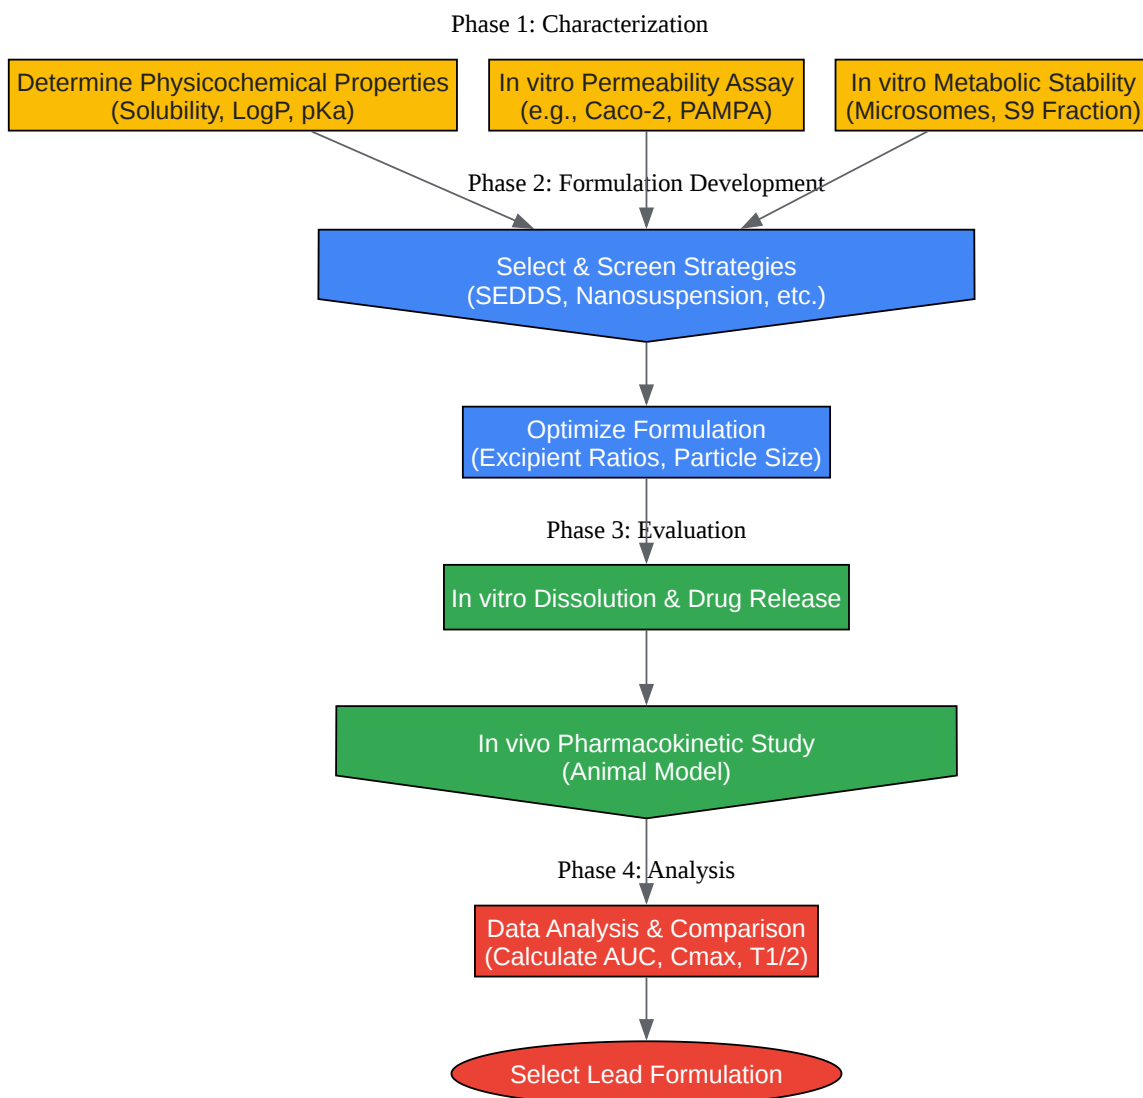 Phase 1: Characterization
Determine Physicochemical Properties
(Solubility, LogP, pKa)
In vitro Permeability Assay
(e.g., Caco-2, PAMPA)
In vitro Metabolic Stability
(Microsomes, S9 Fraction)
Phase 2: Formulation Development
Select & Screen Strategies
(SEDDS, Nanosuspension, etc.)
Optimize Formulation
(Excipient Ratios, Particle Size)
Phase 3: Evaluation
In vitro Dissolution & Drug Release
In vivo Pharmacokinetic Study
(Animal Model)
Phase 4: Analysis
Data Analysis & Comparison
(Calculate AUC, Cmax, T1/2)
Select Lead Formulation